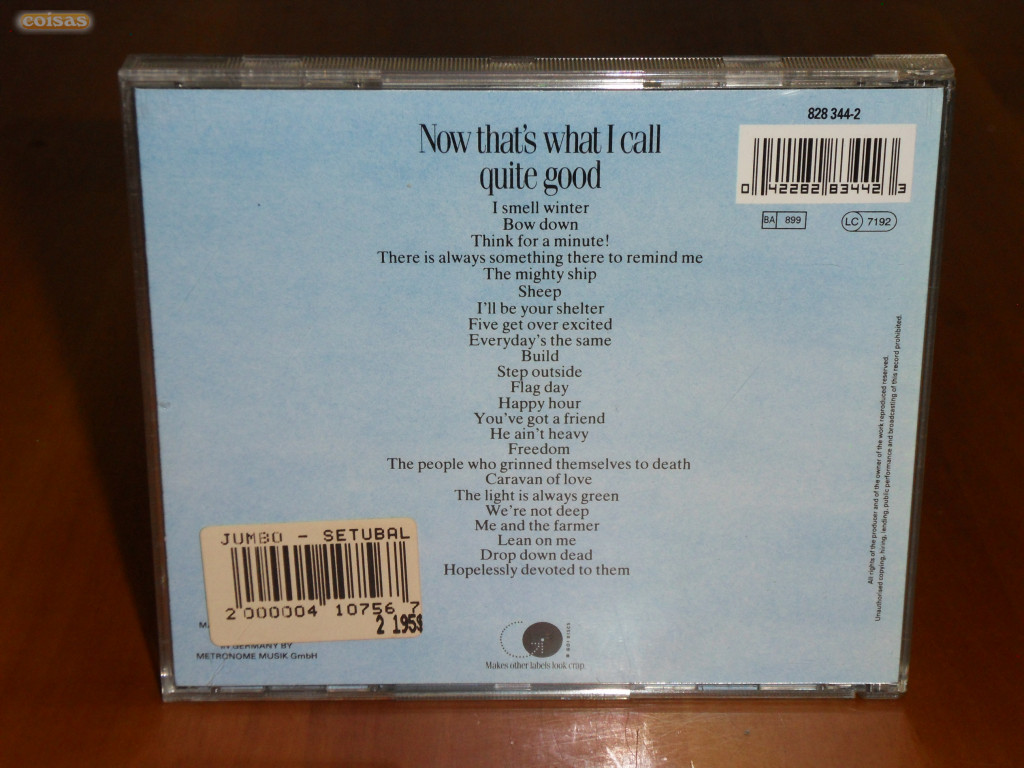 coisas
828 344-2
Now that's what I call
quite good
0 42282 83442 3
BA 899
LC 7192
I smell winter
Bow down
Think for a minute!
There is always something there to remind me
The mighty ship
Sheep
I'll be your shelter
Five get over excited
Everyday's the same
Build
Step outside
Flag day
Happy hour
You've got a friend
He ain't heavy
Freedom
The people who grinned themselves to death
Caravan of love
The light is always green
We're not deep
Me and the farmer
Lean on me
Drop down dead
Hopelessly devoted to them
All rights of the producer and of the owner of the work reproduced reserved.
Unauthorised copying, hiring, lending, public performance and broadcasting of this record prohibited.
JUMBO - SETUBAL
2 000004 10756 7
2 195
IN GERMANY BY
METRONOME MUSIK GmbH
Go! Discs
Makes other labels look crap.